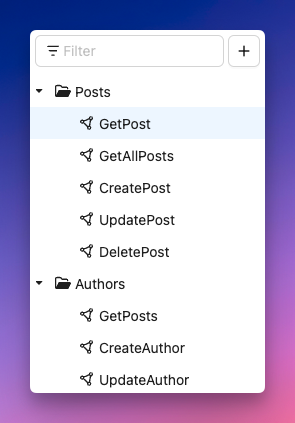 Filter
Posts
GetPost
GetAllPosts
CreatePost
UpdatePost
DeletePost
Authors
GetPosts
CreateAuthor
UpdateAuthor